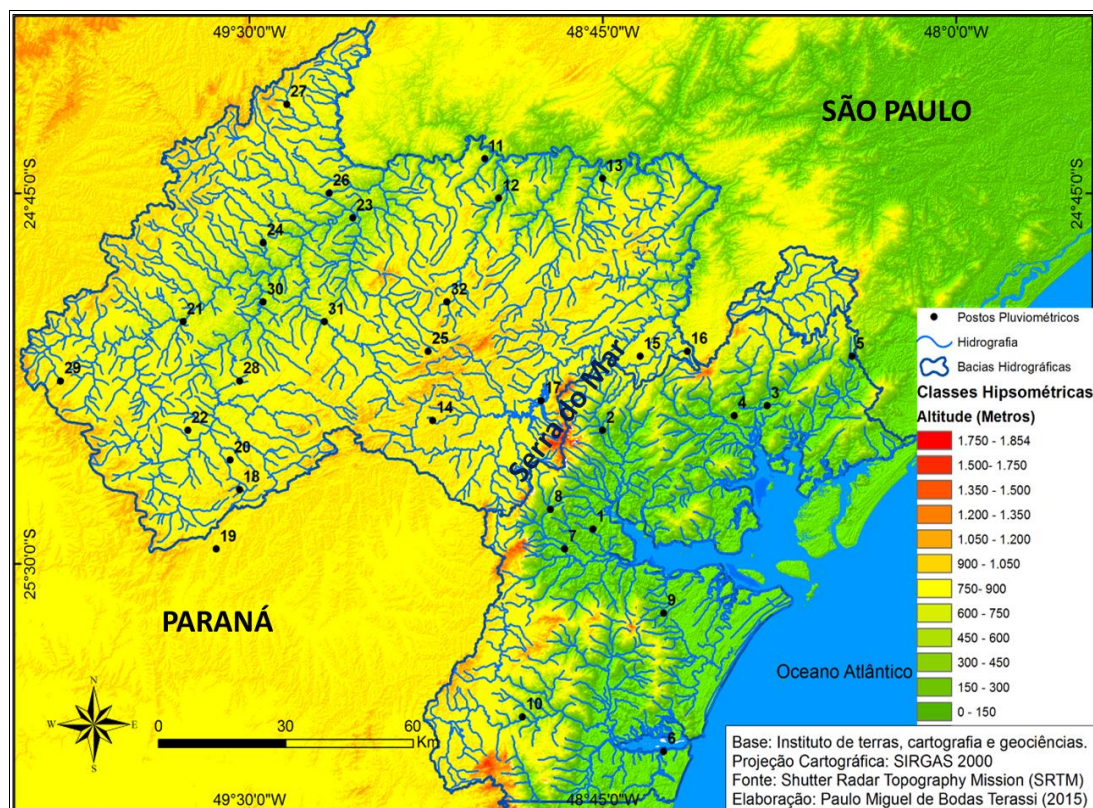 49°30'0"W
48°45'0"W
48°0'0"W
27
SÃO PAULO
11
13
24°45'0"S
26
12
24°45'0"S
23
24
30
32
21
31
Postos Pluviométricos
Hidrografia
Bacias Hidrográficas
25
15
16
5
29
28
Serra do Mar
Classes Hipsométricas
Altitude (Metros)
17
4
3
14
2
22
1.750 - 1.854
20
1.500- 1.750
18
1.350 - 1.500
8
1.200 - 1.350
1
1.050 - 1.200
19
7
900 - 1.050
25°30'0"S
750- 900
600 - 750
PARANÁ
9
450 - 600
300 - 450
Oceano Atlântico
150 - 300
0 - 150
N
W
E
S
10
0
30
60
Km
6
Base: Instituto de terras, cartografia e geociências.
Projeção Cartográfica: SIRGAS 2000
Fonte: Shutter Radar Topography Mission (SRTM)
Elaboração: Paulo Miguel de Bodas Terassi (2015)
49°30'0"W
48°45'0"W